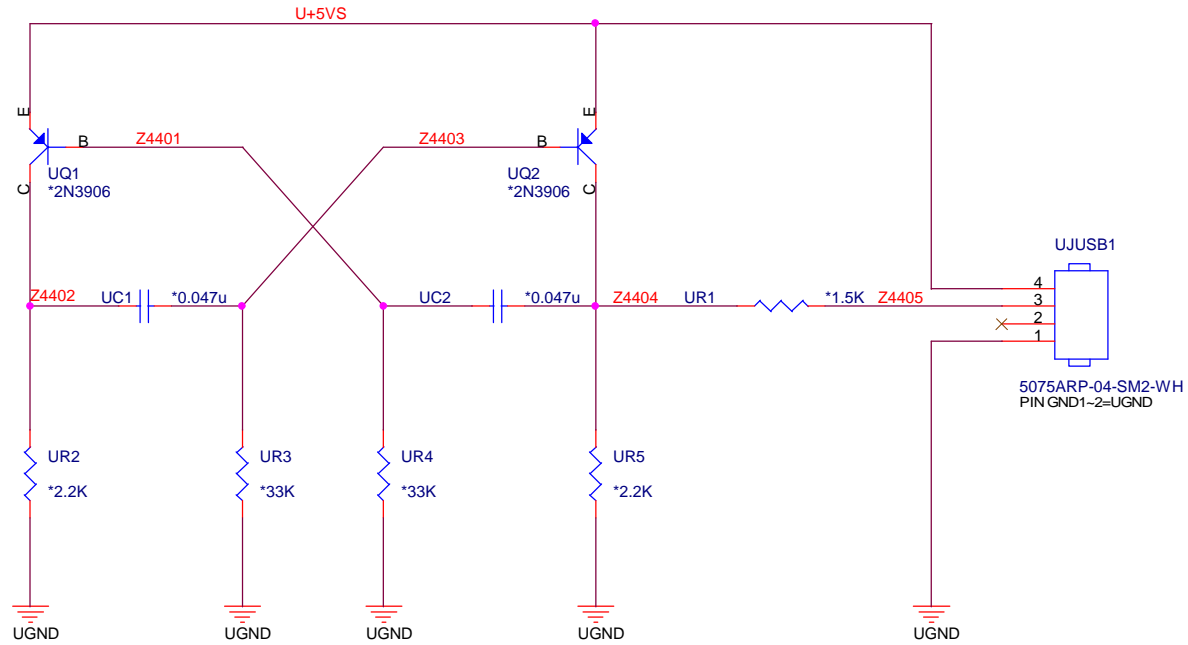 U+5VS
E
E
B
Z4401
Z4403
B
UQ1
*2N3906
C
UQ2
*2N3906
C
UJUSB1
Z4402
UC1
*0.047u
UC2
*0.047u
Z4404
UR1
*1.5K
Z4405
4
3
2
1
5075ARP-04-SM2-WH
PIN GND1~2=UGND
UR2
*2.2K
UR3
*33K
UR4
*33K
UR5
*2.2K
UGND
UGND
UGND
UGND
UGND